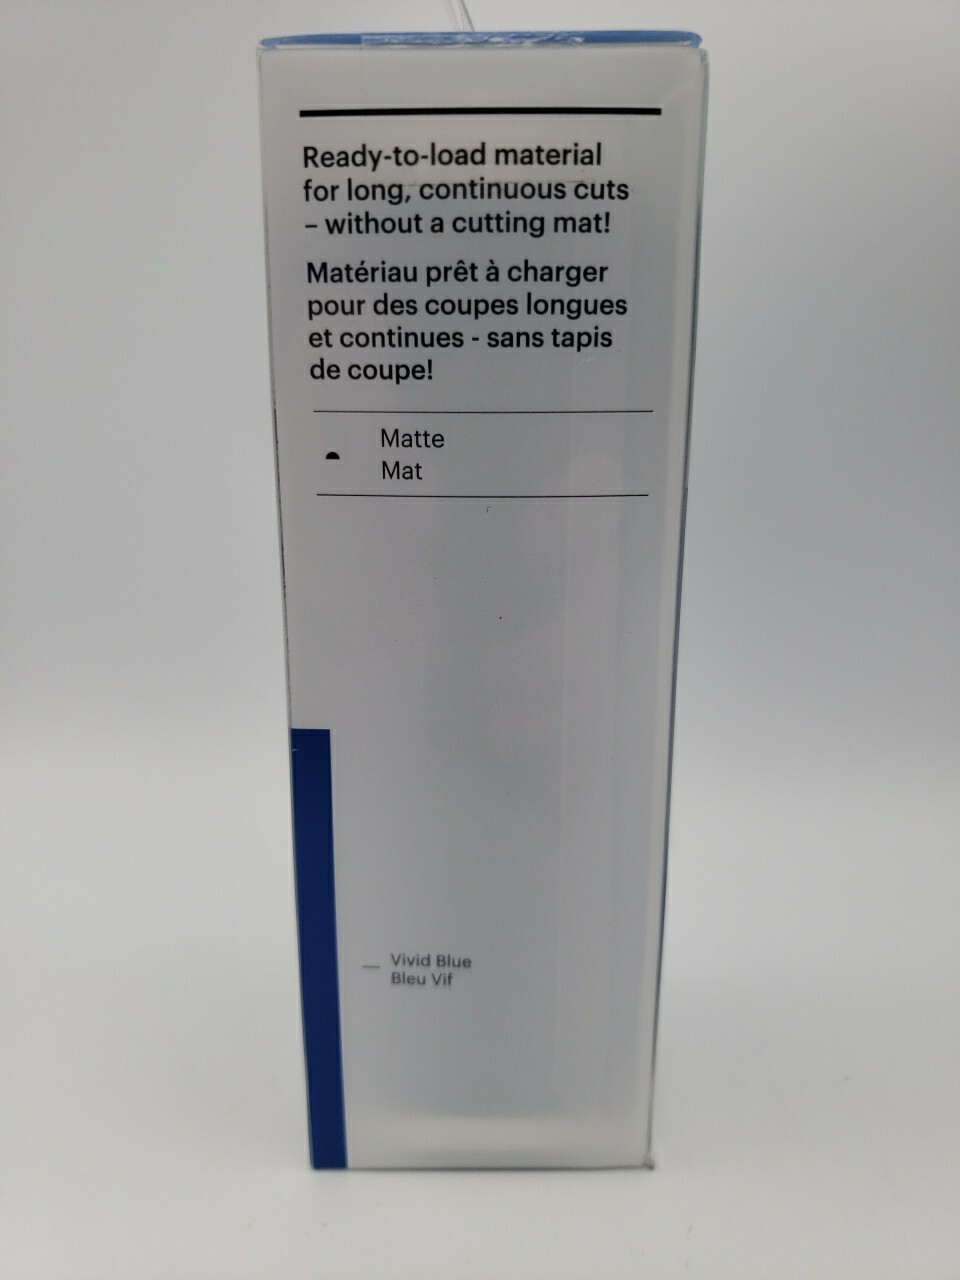 Ready-to-load material
for long, continuous cuts
– without a cutting mat!
Matériau prêt à charger
pour des coupes longues
et continues - sans tapis
de coupe!
Matte
Mat
Vivid Blue
Bleu Vif